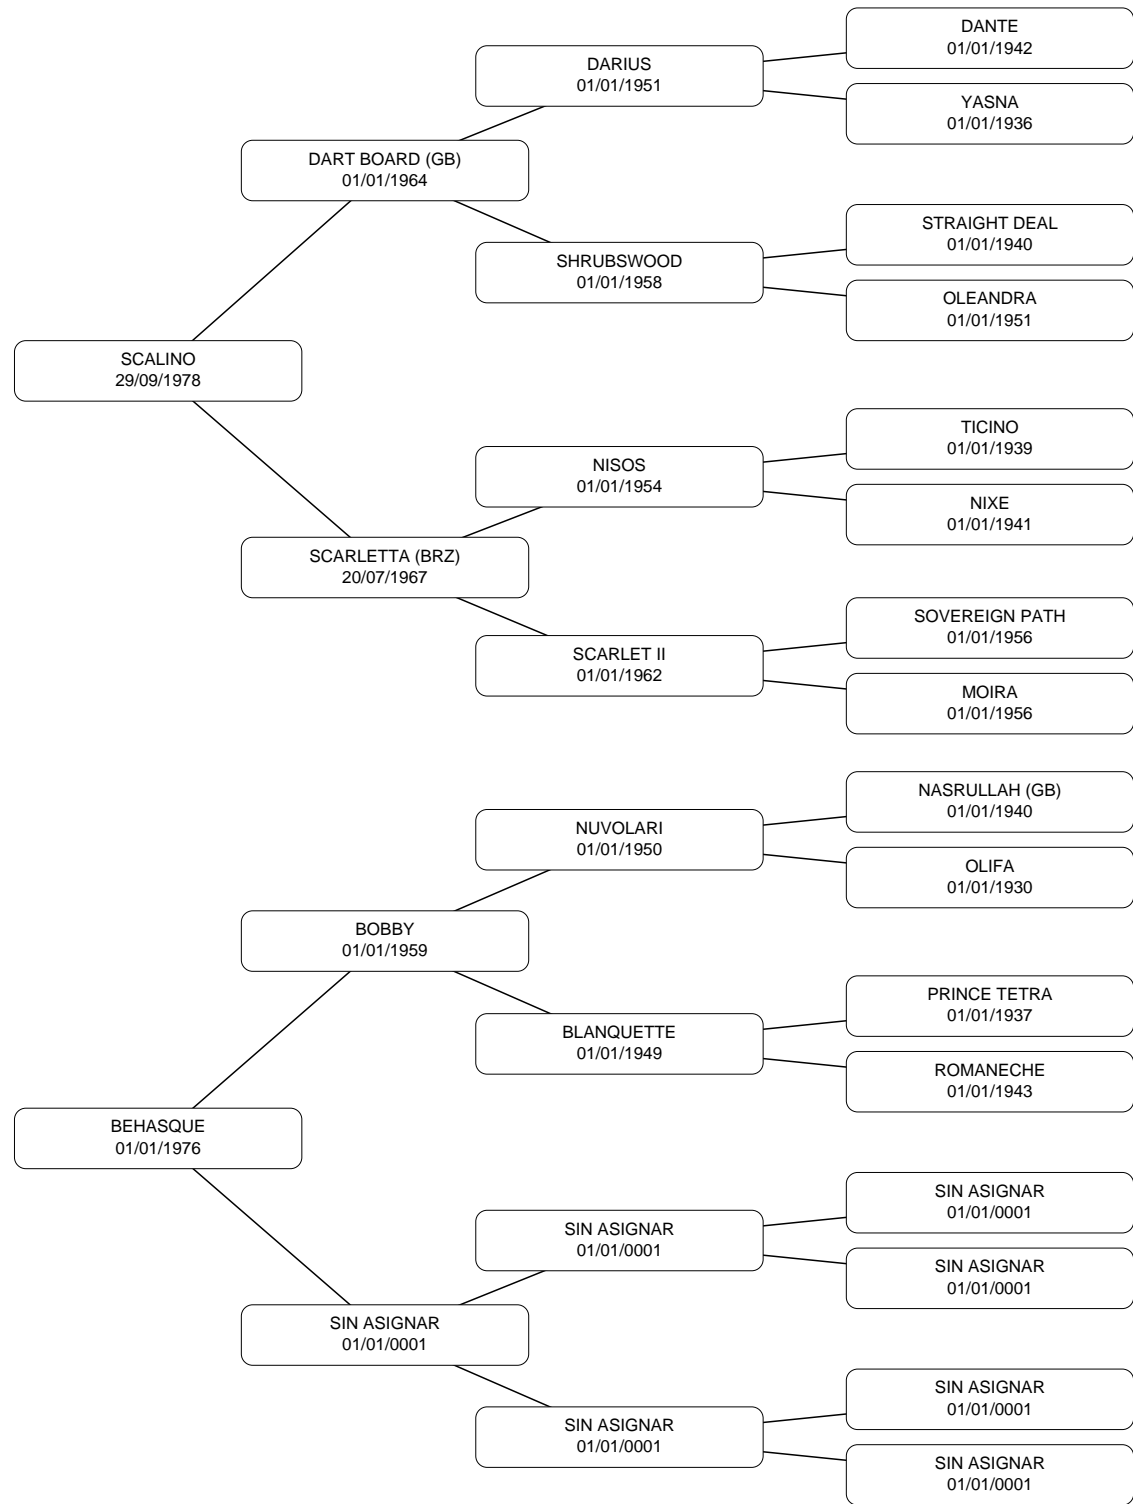 DANTE
01/01/1942
DARIUS
01/01/1951
YASNA
01/01/1936
DART BOARD (GB)
01/01/1964
STRAIGHT DEAL
01/01/1940
SHRUBSWOOD
01/01/1958
OLEANDRA
01/01/1951
SCALINO
29/09/1978
TICINO
01/01/1939
NISOS
01/01/1954
NIXE
01/01/1941
SCARLETTA (BRZ)
20/07/1967
SOVEREIGN PATH
01/01/1956
SCARLET II
01/01/1962
MOIRA
01/01/1956
NASRULLAH (GB)
01/01/1940
NUVOLARI
01/01/1950
OLIFA
01/01/1930
BOBBY
01/01/1959
PRINCE TETRA
01/01/1937
BLANQUETTE
01/01/1949
ROMANECHE
01/01/1943
BEHASQUE
01/01/1976
SIN ASIGNAR
01/01/0001
SIN ASIGNAR
01/01/0001
SIN ASIGNAR
01/01/0001
SIN ASIGNAR
01/01/0001
SIN ASIGNAR
01/01/0001
SIN ASIGNAR
01/01/0001
SIN ASIGNAR
01/01/0001